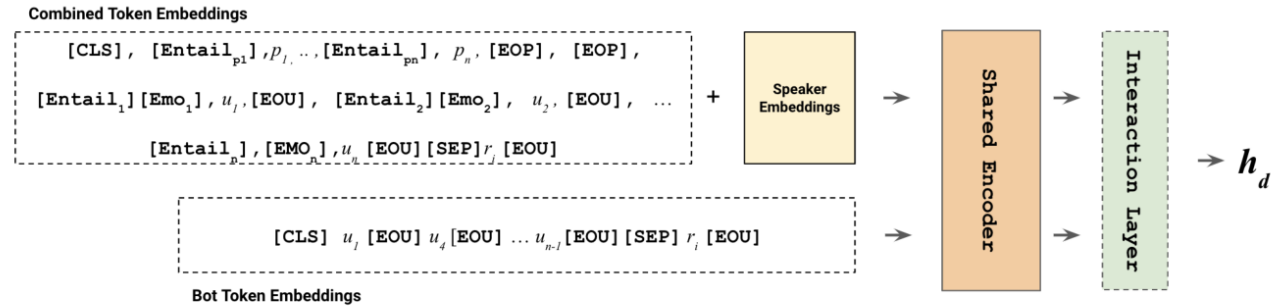 Combined Token Embeddings
[CLS], [Entail_p1],p_1, ..,[Entail_pn], p_n, [EOP], [EOP],
[Entail_1][Emo_1], u_1,[EOU], [Entail_2][Emo_2], u_2, [EOU], ...
[Entail_n],[EMO_n],u_n [EOU][SEP]r_i [EOU]
+
Speaker
Embeddings
Shared Encoder
Interaction Layer
h_d
[CLS] u_1 [EOU] u_4 [EOU] ... u_n-1 [EOU][SEP] r_i [EOU]
Bot Token Embeddings